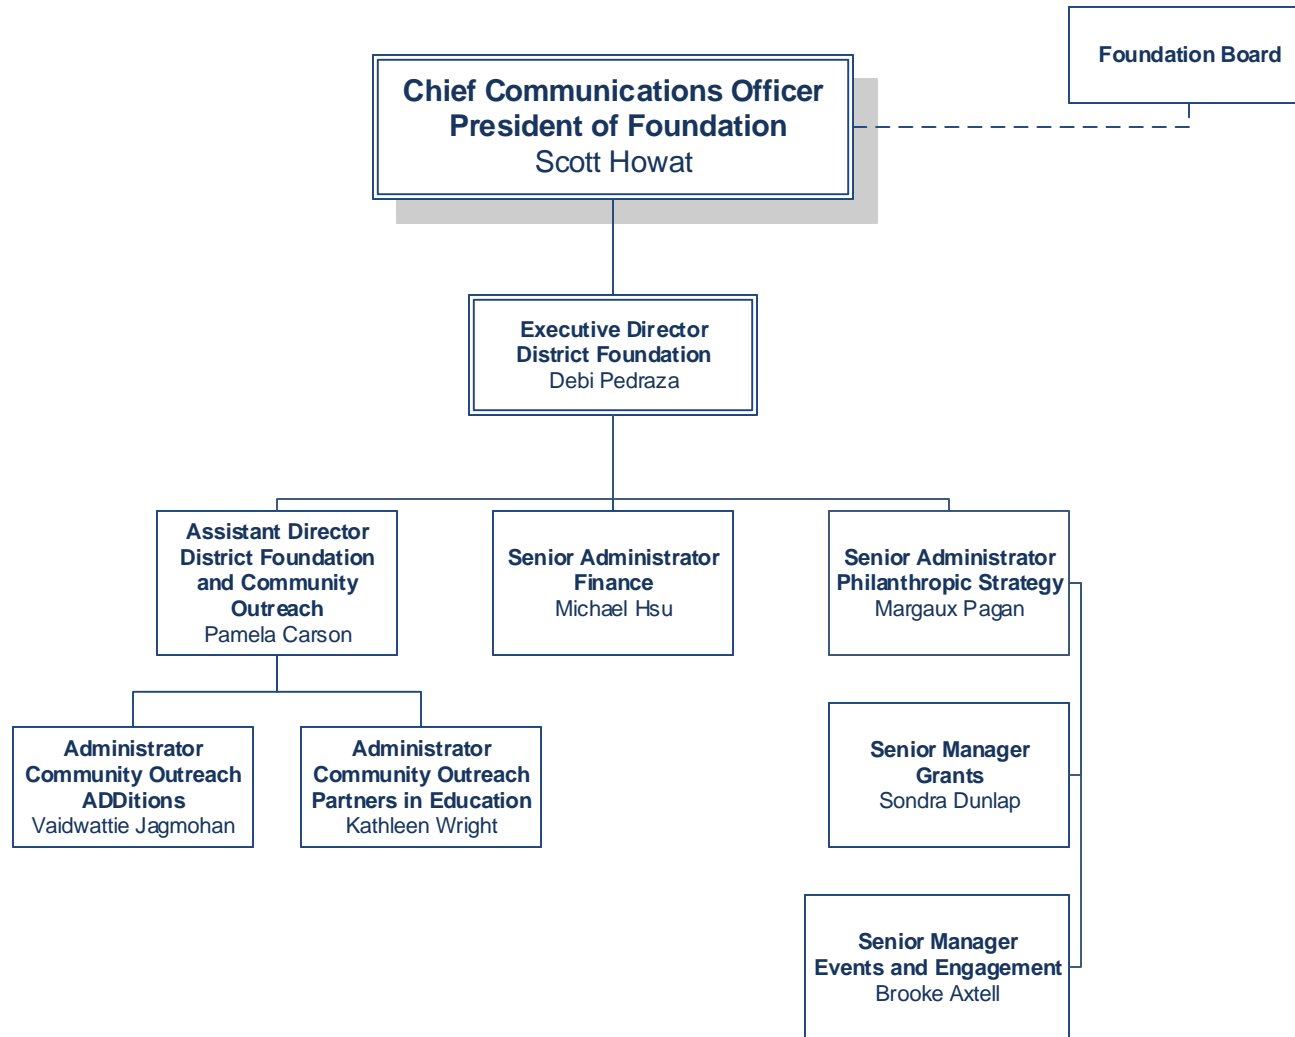 Foundation Board
Chief Communications Officer
President of Foundation
Scott Howat
Executive Director
District Foundation
Debi Pedraza
Assistant Director
District Foundation
and Community
Outreach
Pamela Carson
Senior Administrator
Finance
Michael Hsu
Senior Administrator
Philanthropic Strategy
Margaux Pagan
Administrator
Community Outreach
ADDitions
Vaidwattie Jagmohan
Administrator
Community Outreach
Partners in Education
Kathleen Wright
Senior Manager
Grants
Sondra Dunlap
Senior Manager
Events and Engagement
Brooke Axtell